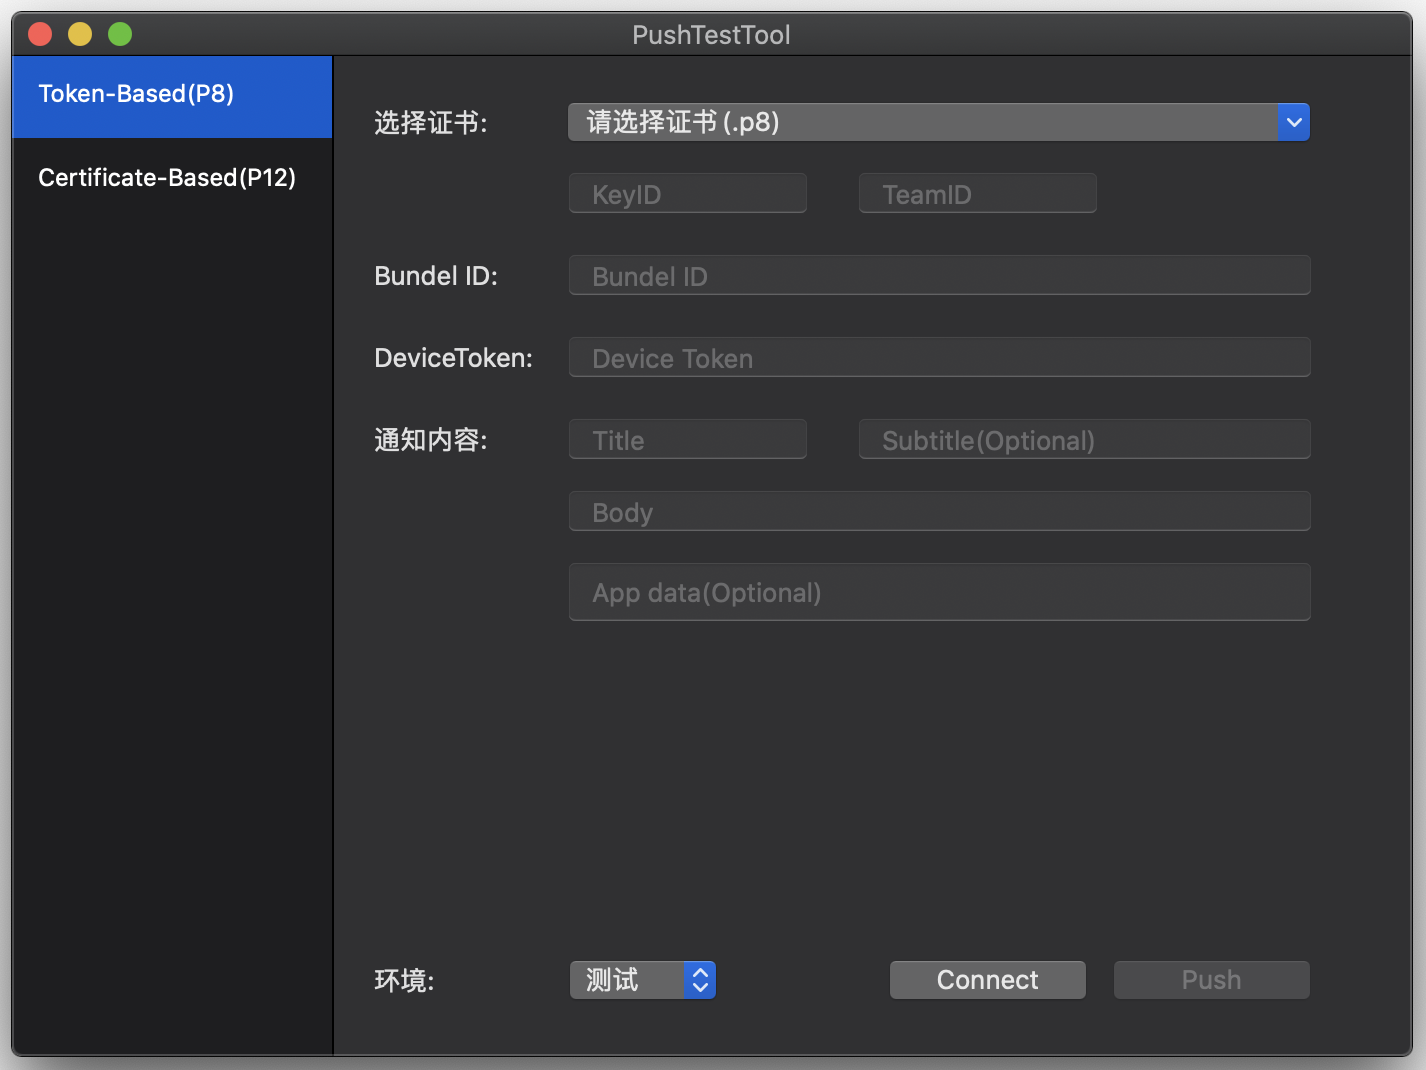 PushTestTool
Token-Based(P8)
Certificate-Based(P12)
选择证书:
请选择证书 (.p8)
KeyID
TeamID
Bundel ID:
Bundel ID
DeviceToken:
Device Token
通知内容:
Title
Subtitle(Optional)
Body
App data(Optional)
环境:
测试
Connect
Push